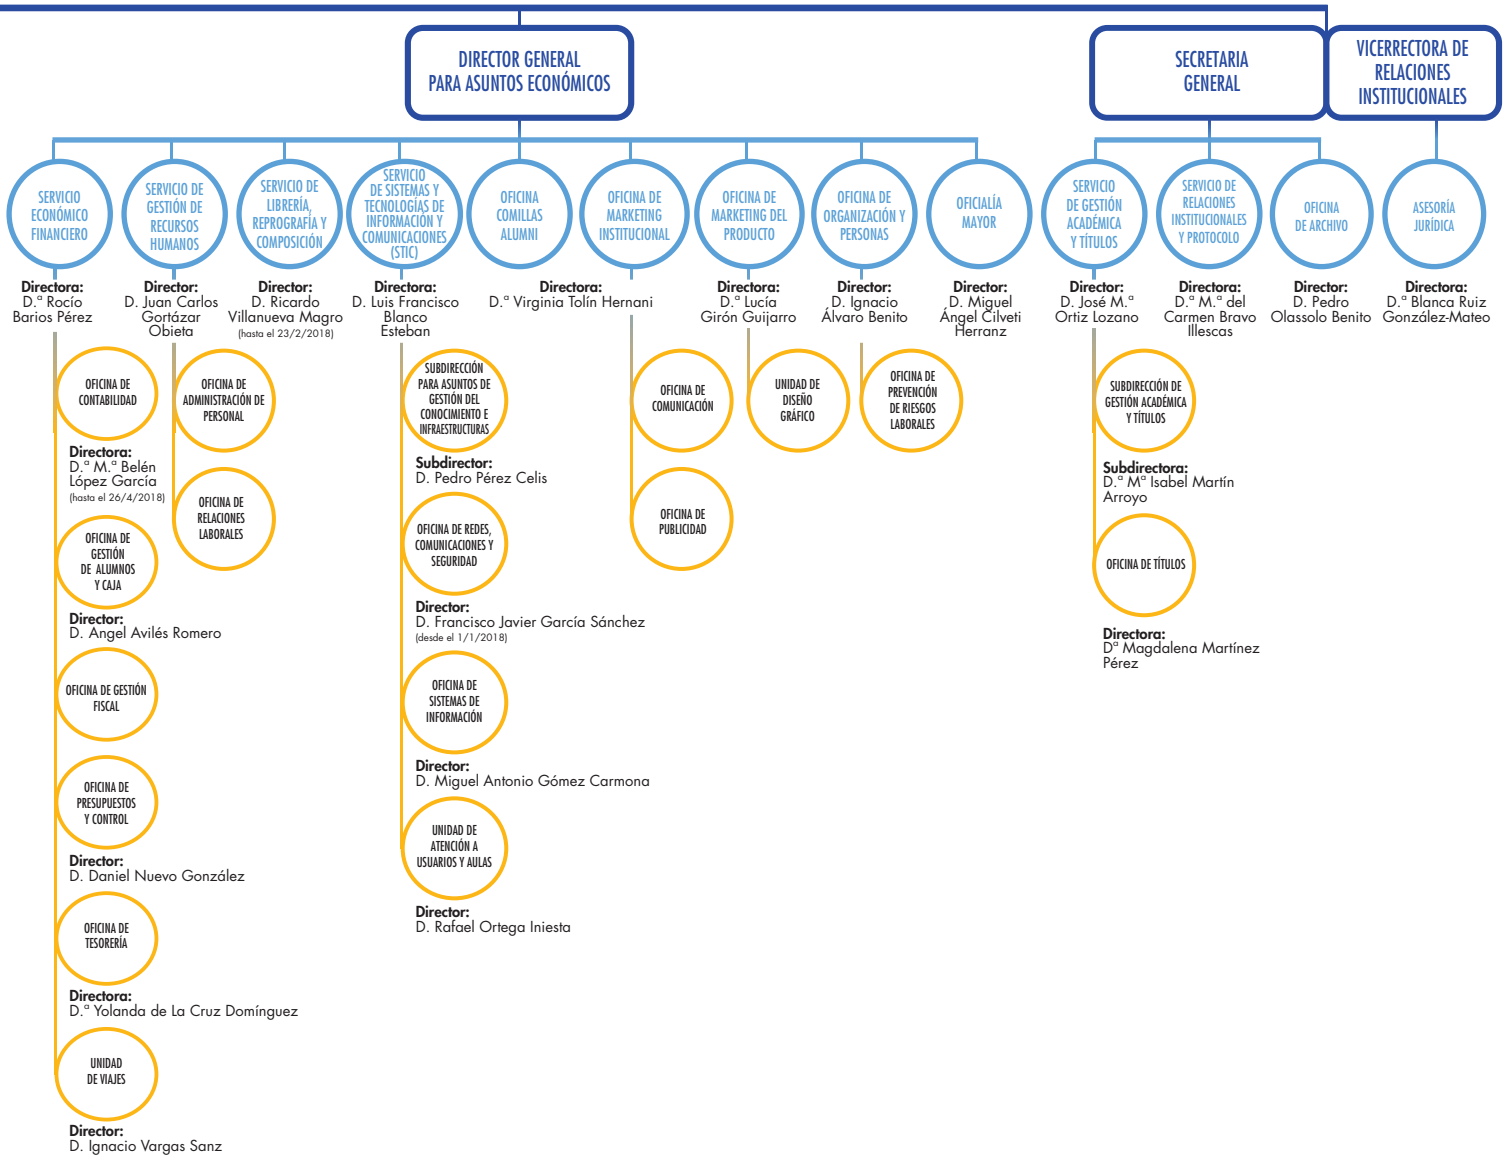 DIRECTOR GENERAL
PARA ASUNTOS ECONÓMICOS
SECRETARIA
GENERAL
VICERRECTORA DE
RELACIONES
INSTITUCIONALES
SERVICIO
ECONÓMICO
FINANCIERO
Directora:
D.ª Rocío
Barios Pérez
SERVICIO DE
GESTIÓN DE
RECURSOS
HUMANOS
Director:
D. Juan Carlos
Gortázar
Obieta
SERVICIO DE
LIBRERÍA,
REPROGRAFÍA Y
COMPOSICIÓN
Director:
D. Ricardo
Villanueva Magro
(hasta el 23/2/2018)
SERVICIO
DE SISTEMAS Y
TECNOLOGÍAS DE
INFORMACIÓN Y
COMUNICACIONES
(STIC)
Director:
D. Luis Francisco
Blanco
Esteban
OFICINA
COMILLAS
ALUMNI
OFICINA DE
MARKETING
INSTITUCIONAL
Directora:
D.ª Virginia Tolín Hernani
OFICINA DE
MARKETING DEL
PRODUCTO
Directora:
D.ª Lucía
Girón Guijarro
OFICINA DE
ORGANIZACIÓN Y
PERSONAS
Director:
D. Ignacio
Álvaro Benito
OFICIALÍA
MAYOR
Director:
D. Miguel
Ángel Cilveti
Herranz
SERVICIO
DE GESTIÓN
ACADÉMICA
Y TÍTULOS
Director:
D. José M.ª
Ortiz Lozano
SERVICIO DE
RELACIONES
INSTITUCIONALES
Y PROTOCOLO
Directora:
D.ª M.ª del
Carmen Bravo
Illescas
OFICINA
DE ARCHIVO
Director:
D. Pedro
Olassolo Benito
ASESORÍA
JURÍDICA
Directora:
D.ª Blanca Ruiz
González-Mateo
OFICINA DE
CONTABILIDAD
Directora:
D.ª M.ª Belén
López García
(hasta el 26/4/2018)
OFICINA DE
GESTIÓN
DE ALUMNOS
Y CAJA
Director:
D. Angel Avilés Romero
OFICINA DE GESTIÓN
FISCAL
OFICINA DE
PRESUPUESTOS
Y CONTROL
Director:
D. Daniel Nuevo González
OFICINA DE
TESORERÍA
Directora:
D.ª Yolanda de La Cruz Domínguez
UNIDAD
DE VIAJES
Director:
D. Ignacio Vargas Sanz
OFICINA DE
ADMINISTRACIÓN DE
PERSONAL
OFICINA DE
RELACIONES
LABORALES
SUBDIRECCIÓN
PARA ASUNTOS DE
GESTIÓN DEL
CONOCIMIENTO E
INFRAESTRUCTURAS
Subdirector:
D. Pedro Pérez Celis
OFICINA DE REDES,
COMUNICACIONES Y
SEGURIDAD
Director:
D. Francisco Javier García Sánchez
(desde el 1/1/2018)
OFICINA DE
SISTEMAS DE
INFORMACIÓN
Director:
D. Miguel Antonio Gómez Carmona
UNIDAD DE
ATENCIÓN A
USUARIOS Y AULAS
Director:
D. Rafael Ortega Iniesta
OFICINA DE
COMUNICACIÓN
OFICINA DE
PUBLICIDAD
UNIDAD DE
DISEÑO
GRÁFICO
OFICINA DE
PREVENCIÓN
DE RIESGOS
LABORALES
SUBDIRECCIÓN DE
GESTIÓN ACADÉMICA
Y TÍTULOS
Subdirectora:
D.ª Mª Isabel Martín
Arroyo
OFICINA DE TÍTULOS
Directora:
Dª Magdalena Martínez
Pérez